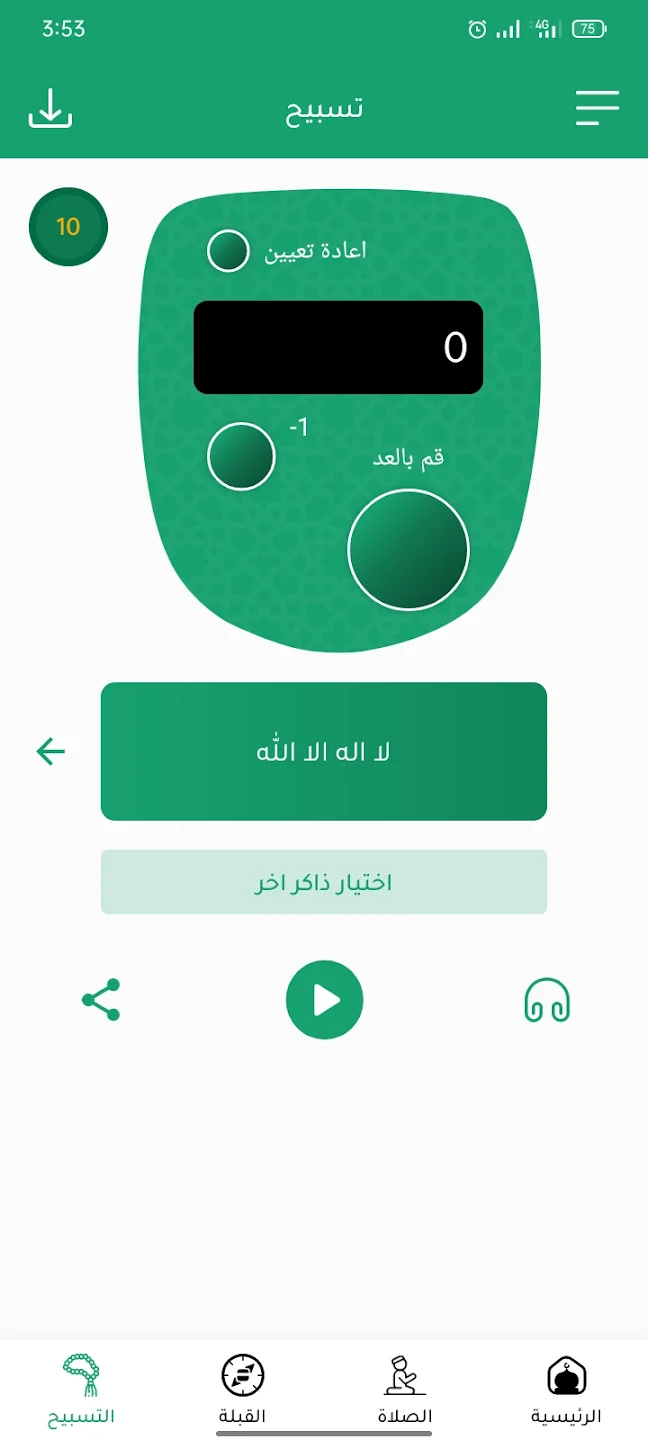 3:53
4G
75
تسبيح
10
اعادة تعيين
0
-1
قم بالعد
لا اله الا الله
اختيار ذاكر اخر
الرئيسية
الصلاة
القبلة
التسبيح